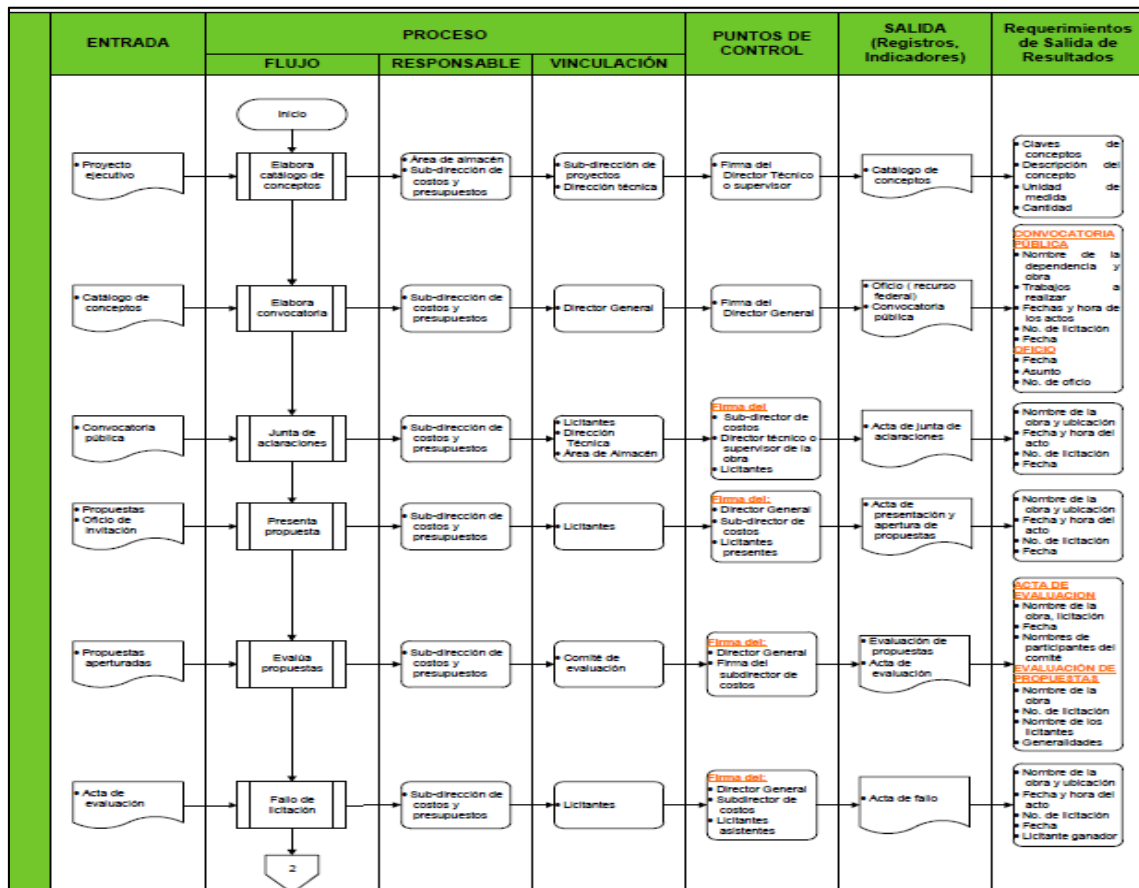 ENTRADA
PROCESO
PUNTOS DE
CONTROL
SALIDA
(Registros,
Indicadores)
Requerimientos
de Salida de
Resultados
FLUJO
RESPONSABLE
VINCULACIÓN
Inicio
• Proyecto
ejecutivo
Elabora
catálogo de
conceptos
• Área de almacén
• Sub-dirección de
costos y
presupuestos
• Sub-dirección de
proyectos
• Dirección técnica
• Firma del
Director Técnico
o supervisor
• Catálogo de
conceptos
• Claves de
conceptos
• Descripción del
concepto
• Unidad de
medida
• Cantidad
• Catálogo de
conceptos
Elabora
convocatoria
• Sub-dirección de
costos y
presupuestos
• Director General
• Firma del
Director General
• Oficio ( recurso
federal)
• Convocatoria
pública
CONVOCATORIA
PÚBLICA
• Nombre de la
dependencia y
obra
• Trabajos a
realizar
• Fechas y hora de
los actos
• No. de licitación
• Fecha
OFICIO
• Fecha
• Asunto
• No. de oficio
• Convocatoria
pública
Junta de
aclaraciones
• Sub-dirección de
costos y
presupuestos
• Licitantes
• Dirección
Técnica
• Área de Almacén
Firma del
• Sub-director de
costos
• Director técnico o
supervisor de la
obra
• Licitantes
• Acta de junta de
aclaraciones
• Nombre de la
obra y ubicación
• Fecha y hora del
acto
• No. de licitación
• Fecha
• Propuestas
• Oficio de
invitación
Presenta
propuesta
• Sub-dirección de
costos y
presupuestos
• Licitantes
Firma del:
• Director General
• Sub-director de
costos
• Licitantes
presentes
• Acta de
presentación y
apertura de
propuestas
• Nombre de la
obra y ubicación
• Fecha y hora del
acto
• No. de licitación
• Fecha
• Propuestas
aperturadas
Evalúa
propuestas
• Sub-dirección de
costos y
presupuestos
• Comité de
evaluación
Firma del:
• Director General
• Firma del
subdirector de
costos
• Evaluación de
propuestas
• Acta de
evaluación
ACTA DE
EVALUACION
• Nombre de la
obra, licitación
• Fecha
• Nombres de
participantes del
comité
EVALUACIÓN DE
PROPUESTAS
• Nombre de la
obra
• No. de licitación
• Nombre de los
licitantes
• Generalidades
• Acta de
evaluación
Fallo de
licitación
• Sub-dirección de
costos y
presupuestos
• Licitantes
Firma del:
• Director General
• Subdirector de
costos
• Licitantes
asistentes
• Acta de fallo
• Nombre de la
obra y ubicación
• Fecha y hora del
acto
• No. de licitación
• Fecha
• Licitante ganador
2